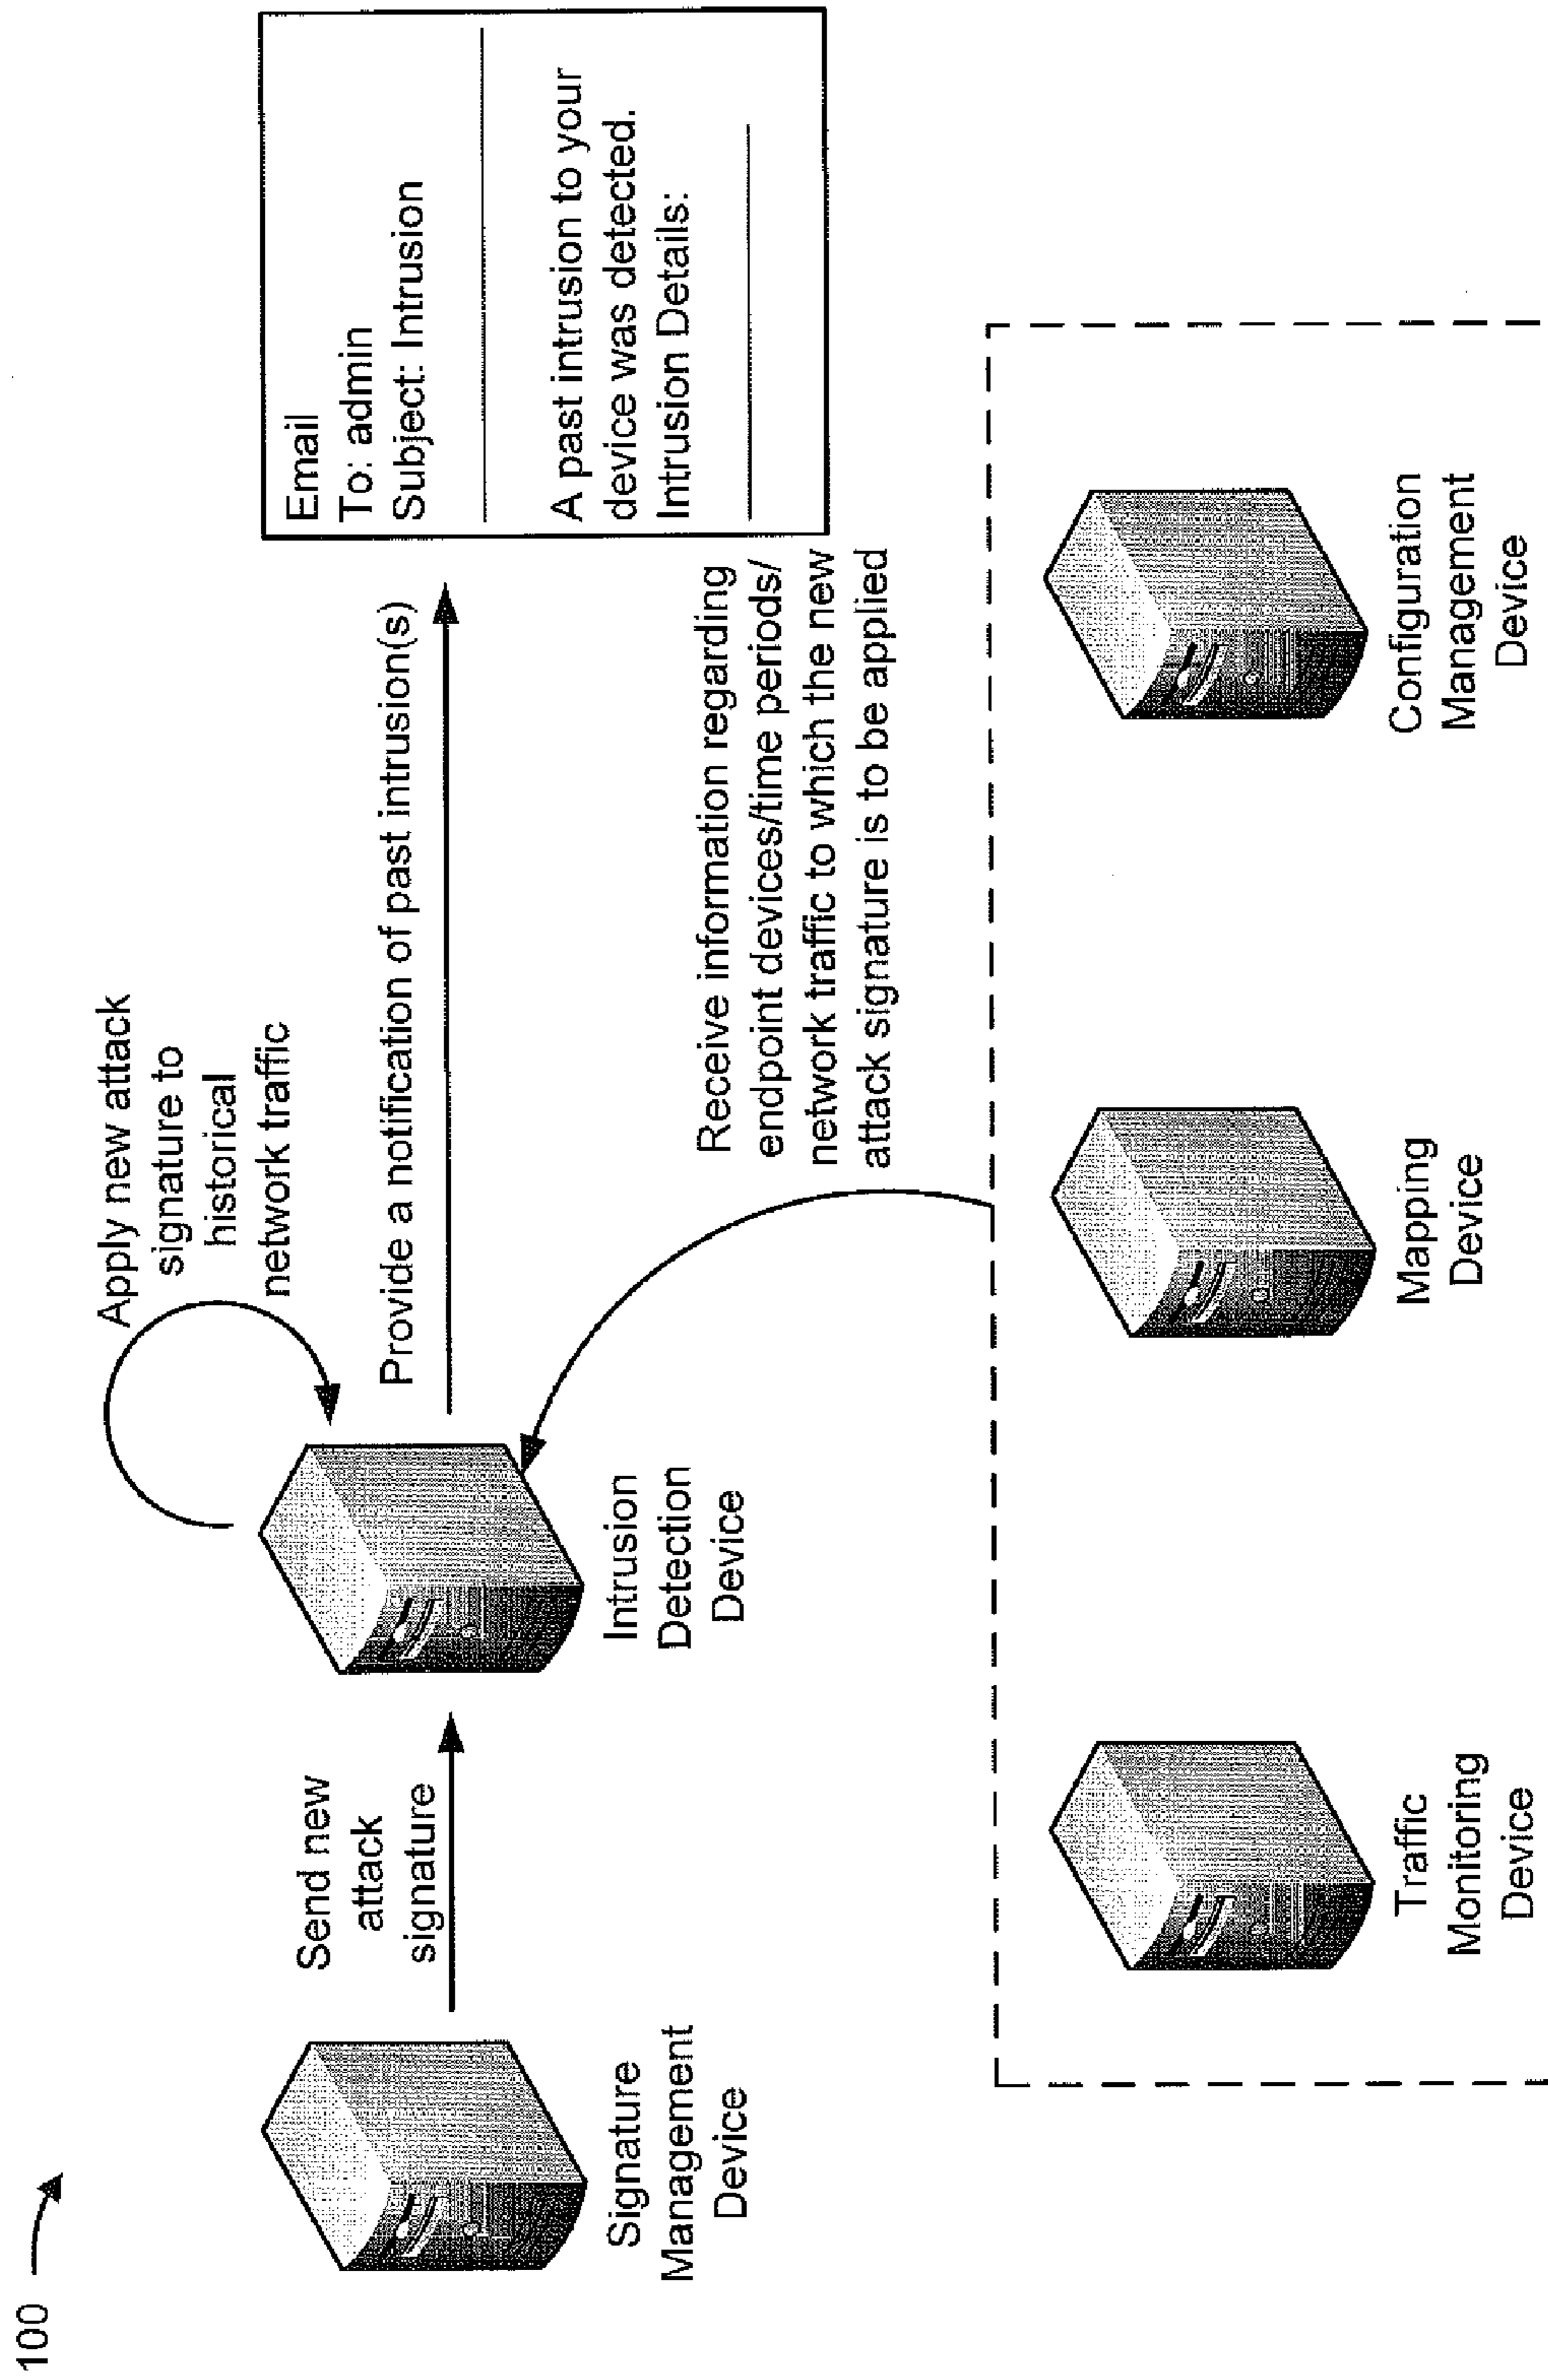 100
Apply new attack
signature to
historical
network traffic
Send new
attack
signature
Provide a notification of past intrusion(s)
Email
To: admin
Subject: Intrusion
A past intrusion to your
device was detected.
Intrusion Details:
Signature
Management
Device
Intrusion
Detection
Device
Receive information regarding
endpoint devices/time periods/
network traffic to which the new
attack signature is to be applied
Traffic
Monitoring
Device
Mapping
Device
Configuration
Management
Device